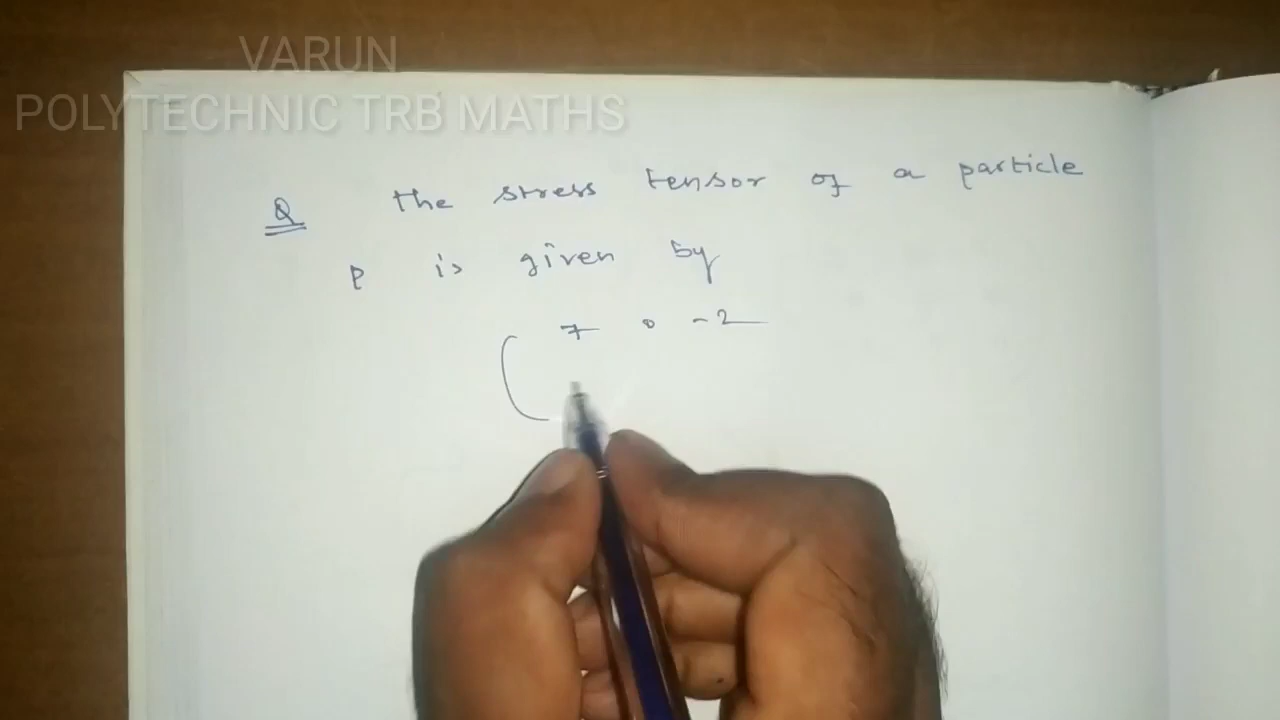 VARUN
POLYTECHNIC TRB MATHS
Q the stress tensor of a particle
P is given by
( 7 0 -2